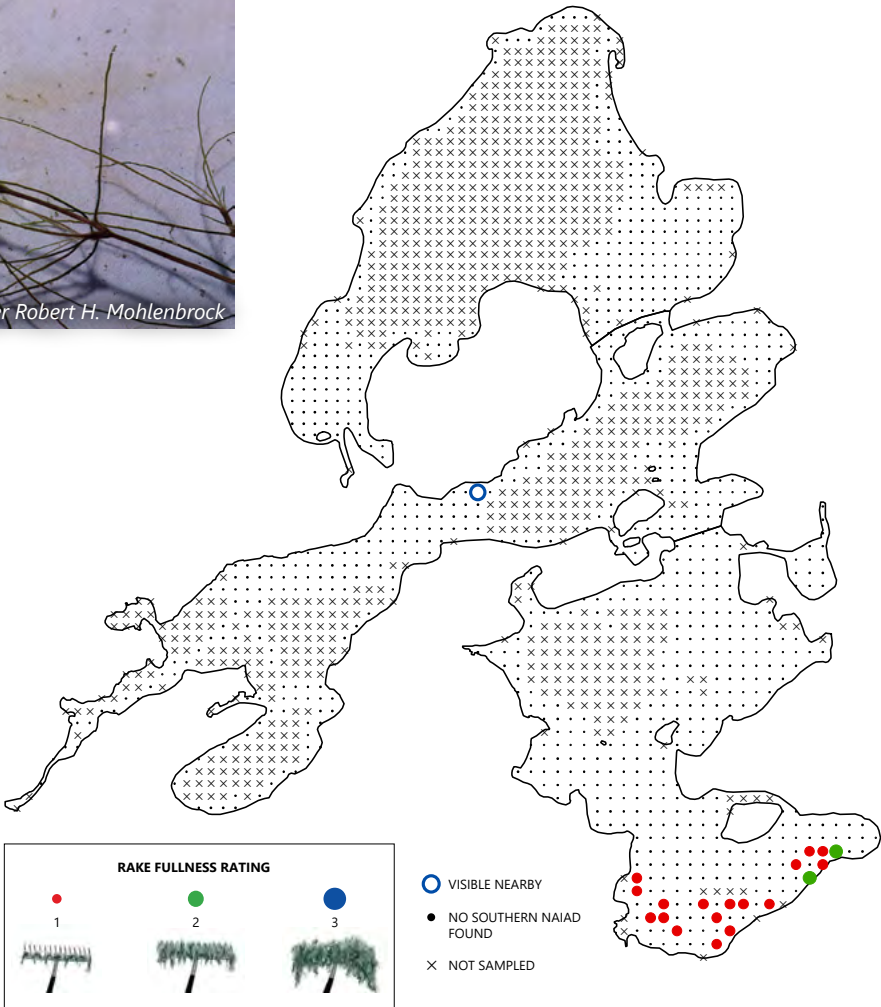 r Robert H. Mohlenbrock
RAKE FULLNESS RATING
1
2
3
VISIBLE NEARBY
NO SOUTHERN NAIAD
FOUND
NOT SAMPLED